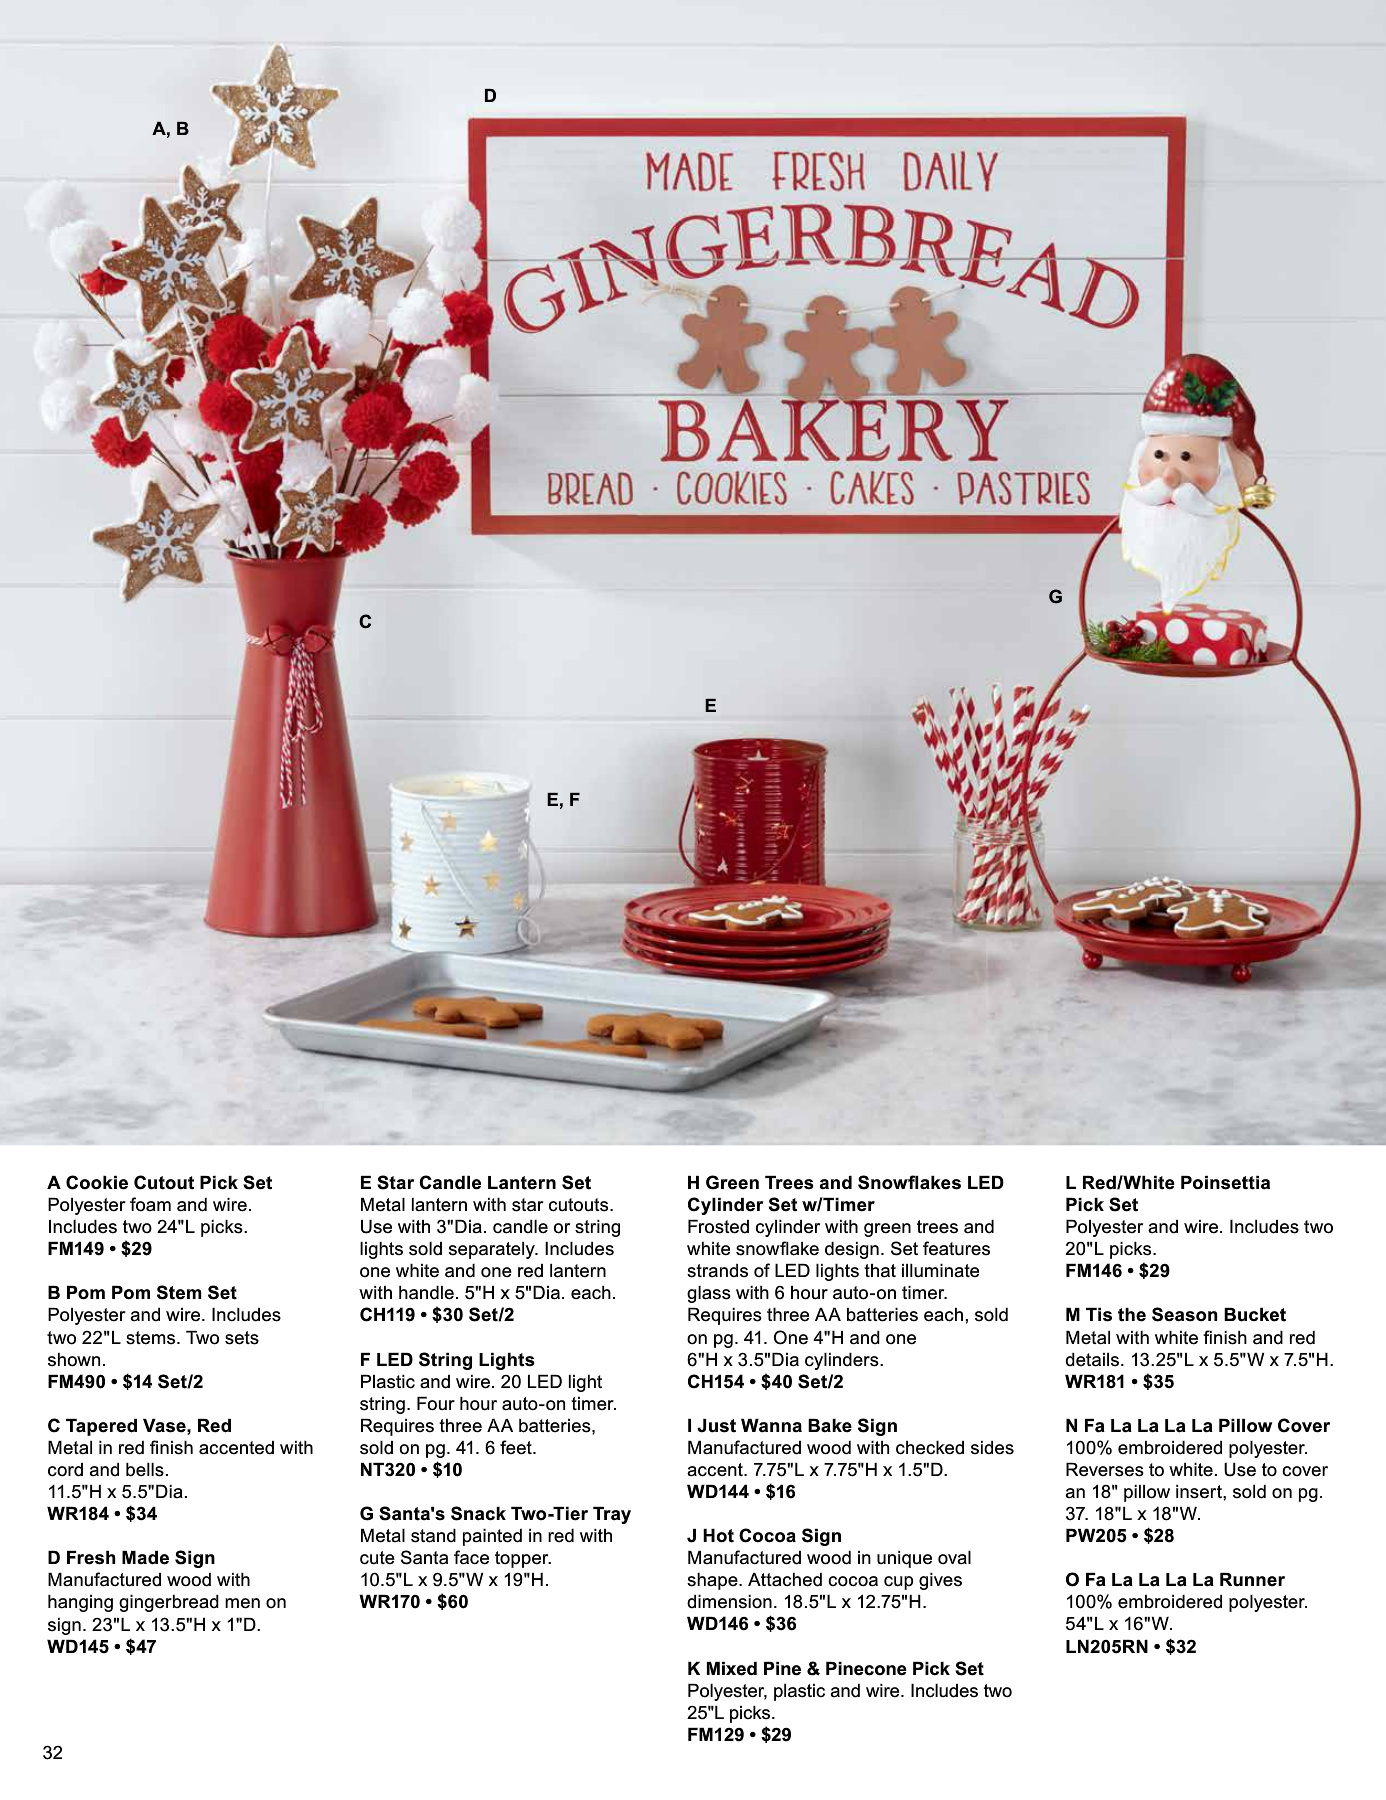 A, B
D
MADE FRESH DAILY
GINGERBREAD
BAKERY
BREAD · COOKIES · CAKES · PASTRIES
C
G
E
E, F
A Cookie Cutout Pick Set
Polyester foam and wire.
Includes two 24"L picks.
FM149 • $29
B Pom Pom Stem Set
Polyester and wire. Includes
two 22"L stems. Two sets
shown.
FM490 • $14 Set/2
C Tapered Vase, Red
Metal in red finish accented with
cord and bells.
11.5"H x 5.5"Dia.
WR184 • $34
D Fresh Made Sign
Manufactured wood with
hanging gingerbread men on
sign. 23"L x 13.5"H x 1"D.
WD145 • $47
E Star Candle Lantern Set
Metal lantern with star cutouts.
Use with 3"Dia. candle or string
lights sold separately. Includes
one white and one red lantern
with handle. 5"H x 5"Dia. each.
CH119 • $30 Set/2
F LED String Lights
Plastic and wire. 20 LED light
string. Four hour auto-on timer.
Requires three AA batteries,
sold on pg. 41. 6 feet.
NT320 • $10
G Santa's Snack Two-Tier Tray
Metal stand painted in red with
cute Santa face topper.
10.5"L x 9.5"W x 19"H.
WR170 • $60
H Green Trees and Snowflakes LED
Cylinder Set w/Timer
Frosted cylinder with green trees and
white snowflake design. Set features
strands of LED lights that illuminate
glass with 6 hour auto-on timer.
Requires three AA batteries each, sold
on pg. 41. One 4"H and one
6"H x 3.5"Dia cylinders.
CH154 • $40 Set/2
I Just Wanna Bake Sign
Manufactured wood with checked sides
accent. 7.75"L x 7.75"H x 1.5"D.
WD144 • $16
J Hot Cocoa Sign
Manufactured wood in unique oval
shape. Attached cocoa cup gives
dimension. 18.5"L x 12.75"H.
WD146 • $36
K Mixed Pine & Pinecone Pick Set
Polyester, plastic and wire. Includes two
25"L picks.
FM129 • $29
L Red/White Poinsettia
Pick Set
Polyester and wire. Includes two
20"L picks.
FM146 • $29
M Tis the Season Bucket
Metal with white finish and red
details. 13.25"L x 5.5"W x 7.5"H.
WR181 • $35
N Fa La La La La Pillow Cover
100% embroidered polyester.
Reverses to white. Use to cover
an 18" pillow insert, sold on pg.
37. 18"L x 18"W.
PW205 • $28
O Fa La La La La Runner
100% embroidered polyester.
54"L x 16"W.
LN205RN • $32
32